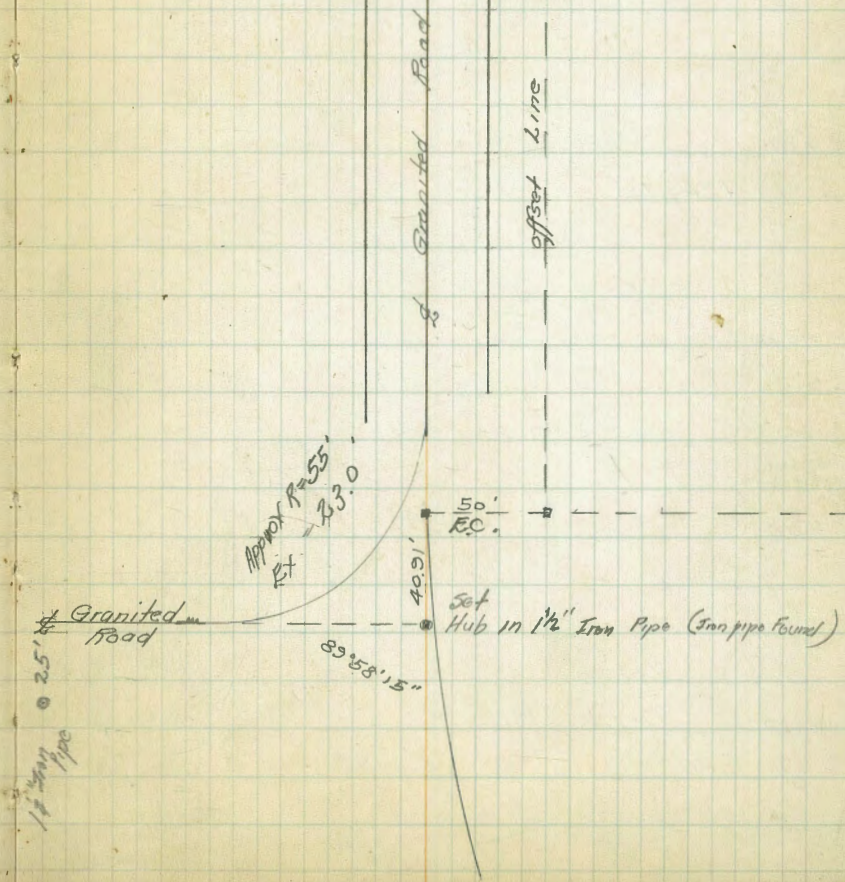 ℄ Granited Road
offset Line
Approx R=55'
Ext = 23.0'
50'
E.C.
40.91'
Set
Hub in 1½" Iron Pipe (Iron pipe Found)
℄ Granited
Road
89°58'15"
25'
Iron
Pipe